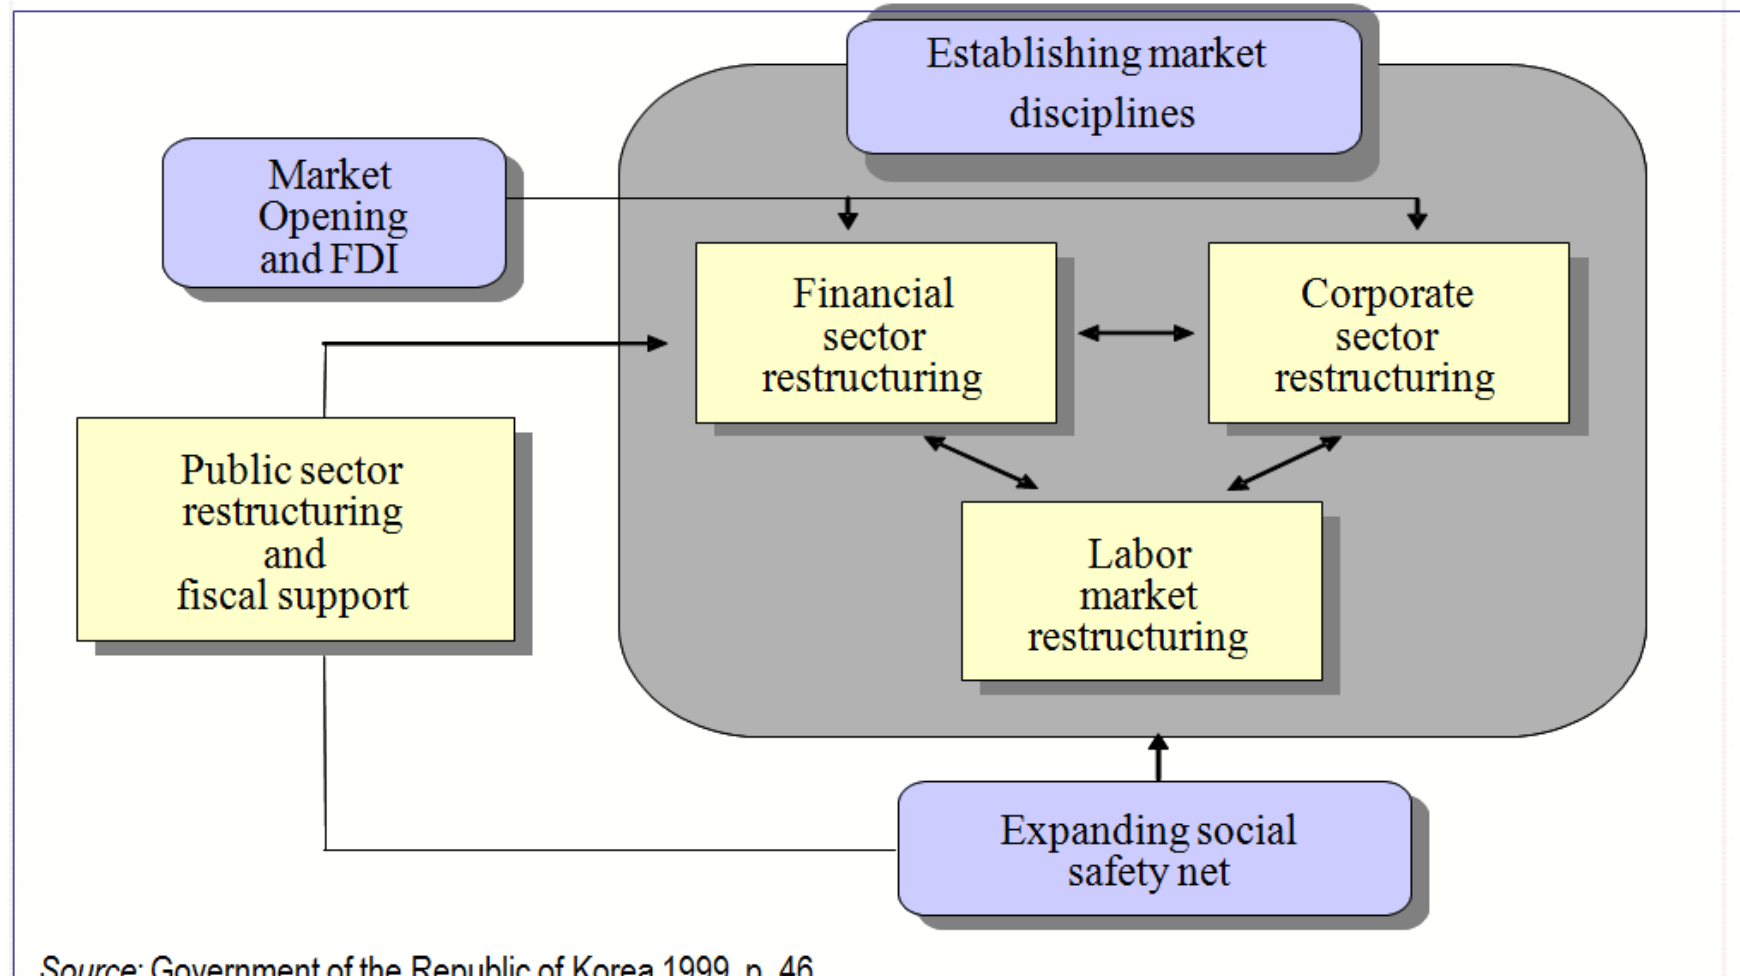 Establishing market
disciplines
Market
Opening
and FDI
Financial
sector
restructuring
Corporate
sector
restructuring
Public sector
restructuring
and
fiscal support
Labor
market
restructuring
Expanding social
safety net
Source: Government of the Republic of Korea 1999, p. 46